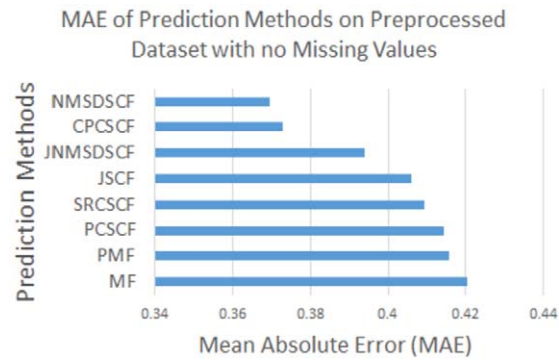 MAE of Prediction Methods on Preprocessed
Dataset with no Missing Values
Prediction Methods
NMSDSCF
CPCSCF
JNMSDSCF
JSCF
SRCSCF
PCSCF
PMF
MF
0.34 0.36 0.38 0.4 0.42 0.44
Mean Absolute Error (MAE)